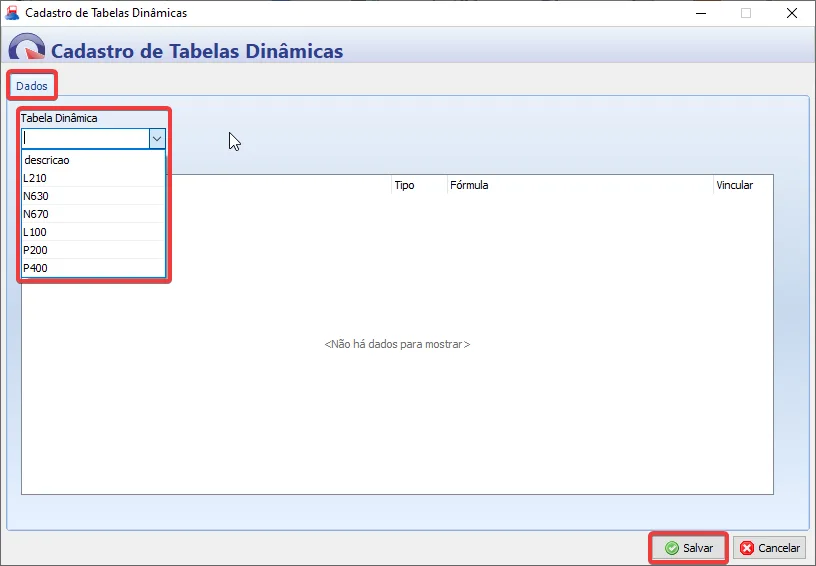 Cadastro de Tabelas Dinâmicas
Cadastro de Tabelas Dinâmicas
Dados
Tabela Dinâmica
descricao
L210
N630
N670
L100
P200
P400
Tipo Fórmula Vincular
<Não há dados para mostrar>
Salvar Cancelar